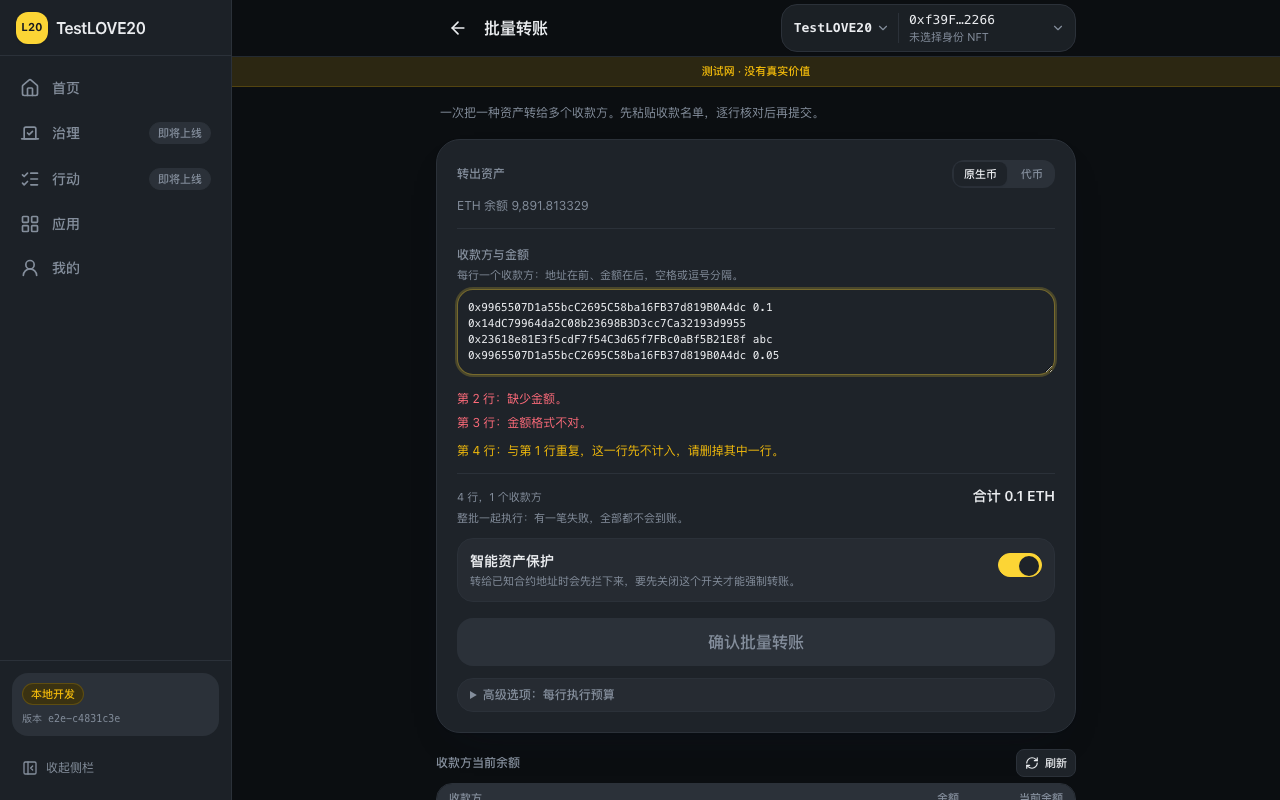 L20 TestLOVE20
首页
治理 即将上线
行动 即将上线
应用
我的
本地开发
版本 e2e-c4831c3e
收起侧栏
批量转账
TestLOVE20
0xf39F…2266
未选择身份 NFT
测试网 · 没有真实价值
一次把一种资产转给多个收款方。先粘贴收款名单，逐行核对后再提交。
转出资产 原生币 代币
ETH 余额 9,891.813329
收款方与金额
每行一个收款方：地址在前、金额在后，空格或逗号分隔。
0x9965507D1a55bcC2695C58ba16FB37d819B0A4dc 0.1
0x14dC79964da2C08b23698B3D3cc7Ca32193d9955
0x23618e81E3f5cdF7f54C3d65f7FBc0aBf5B21E8f abc
0x9965507D1a55bcC2695C58ba16FB37d819B0A4dc 0.05
第 2 行：缺少金额。
第 3 行：金额格式不对。
第 4 行：与第 1 行重复，这一行先不计入，请删掉其中一行。
4 行，1 个收款方 合计 0.1 ETH
整批一起执行：有一笔失败，全部都不会到账。
智能资产保护
转给已知合约地址时会先拦下来，要先关闭这个开关才能强制转账。
确认批量转账
高级选项：每行执行预算
收款方当前余额 刷新
收款方 金额 当前余额